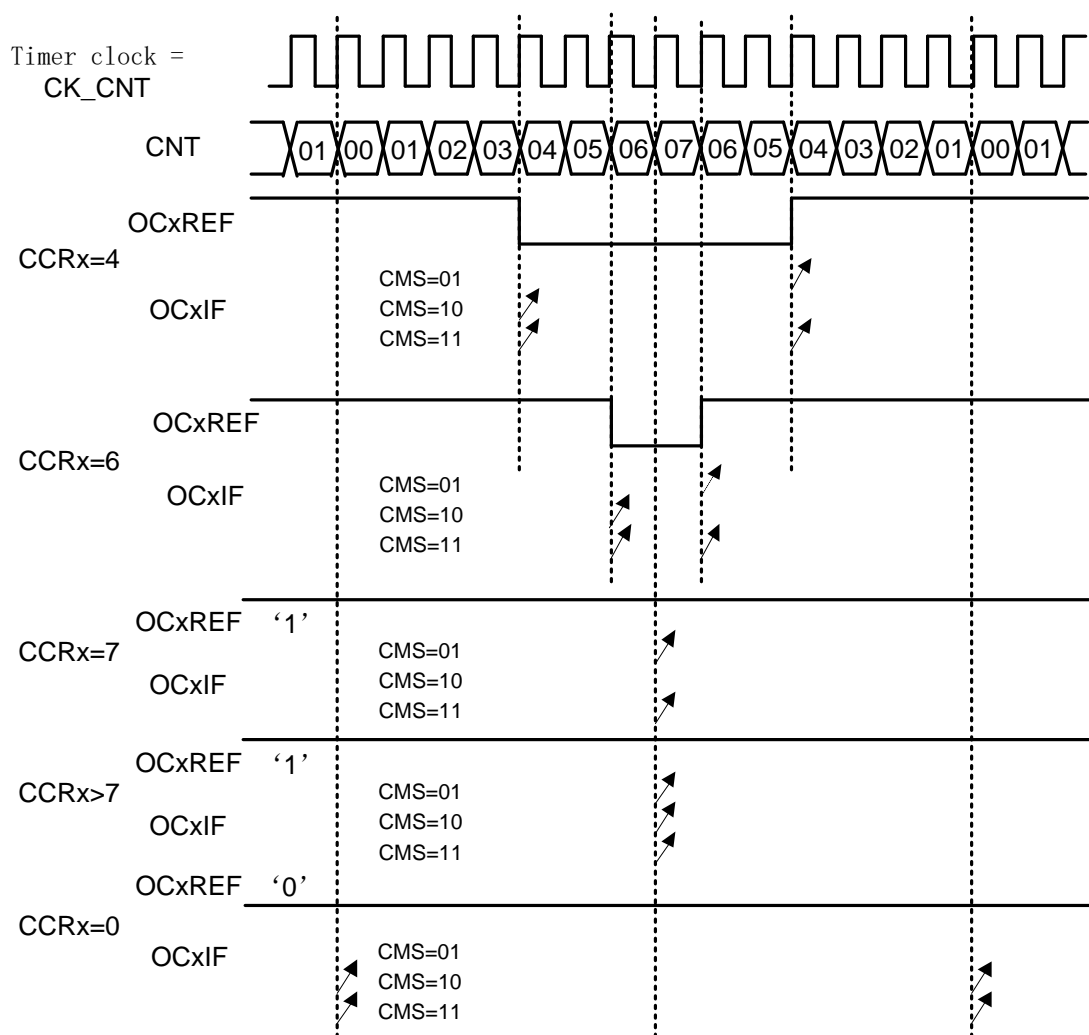 Timer clock =
CK_CNT
CNT 01 00 01 02 03 04 05 06 07 06 05 04 03 02 01 00 01
OCxREF
CCRx=4
OCxIF
CMS=01
CMS=10
CMS=11
OCxREF
CCRx=6
OCxIF
CMS=01
CMS=10
CMS=11
OCxREF ‘1’
CCRx=7
OCxIF
CMS=01
CMS=10
CMS=11
OCxREF ‘1’
CCRx>7
OCxIF
CMS=01
CMS=10
CMS=11
OCxREF ‘0’
CCRx=0
OCxIF
CMS=01
CMS=10
CMS=11